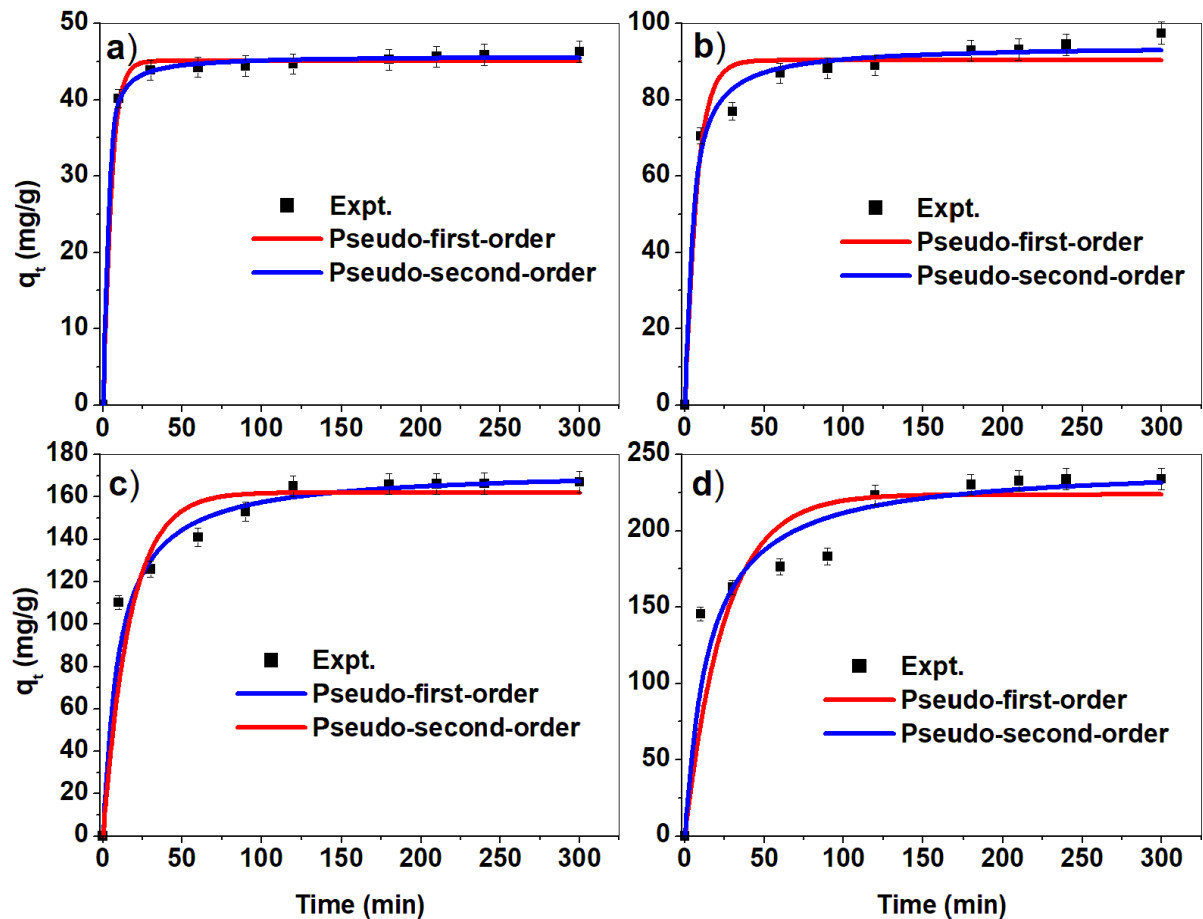 a)
50
40
30
20
10
0
q_t (mg/g)
Expt.
Pseudo-first-order
Pseudo-second-order
0 50 100 150 200 250 300
b)
100
80
60
40
20
0
Expt.
Pseudo-first-order
Pseudo-second-order
0 50 100 150 200 250 300
c)
180
160
140
120
100
80
60
40
20
0
q_t (mg/g)
Expt.
Pseudo-first-order
Pseudo-second-order
0 50 100 150 200 250 300
Time (min)
d)
250
200
150
100
50
0
Expt.
Pseudo-first-order
Pseudo-second-order
0 50 100 150 200 250 300
Time (min)